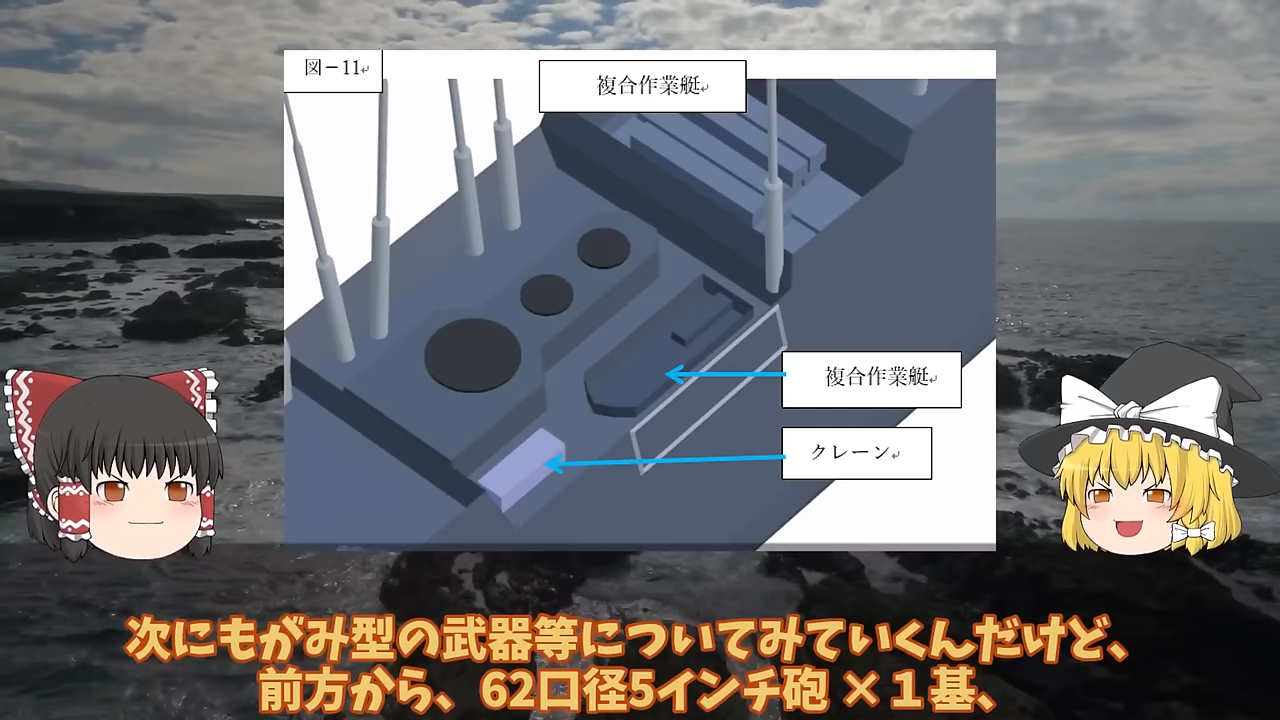 図－11
複合作業艇
複合作業艇
クレーン
次にもがみ型の武器等についてみていくんだけど、
前方から、62口径5インチ砲 ×１基、